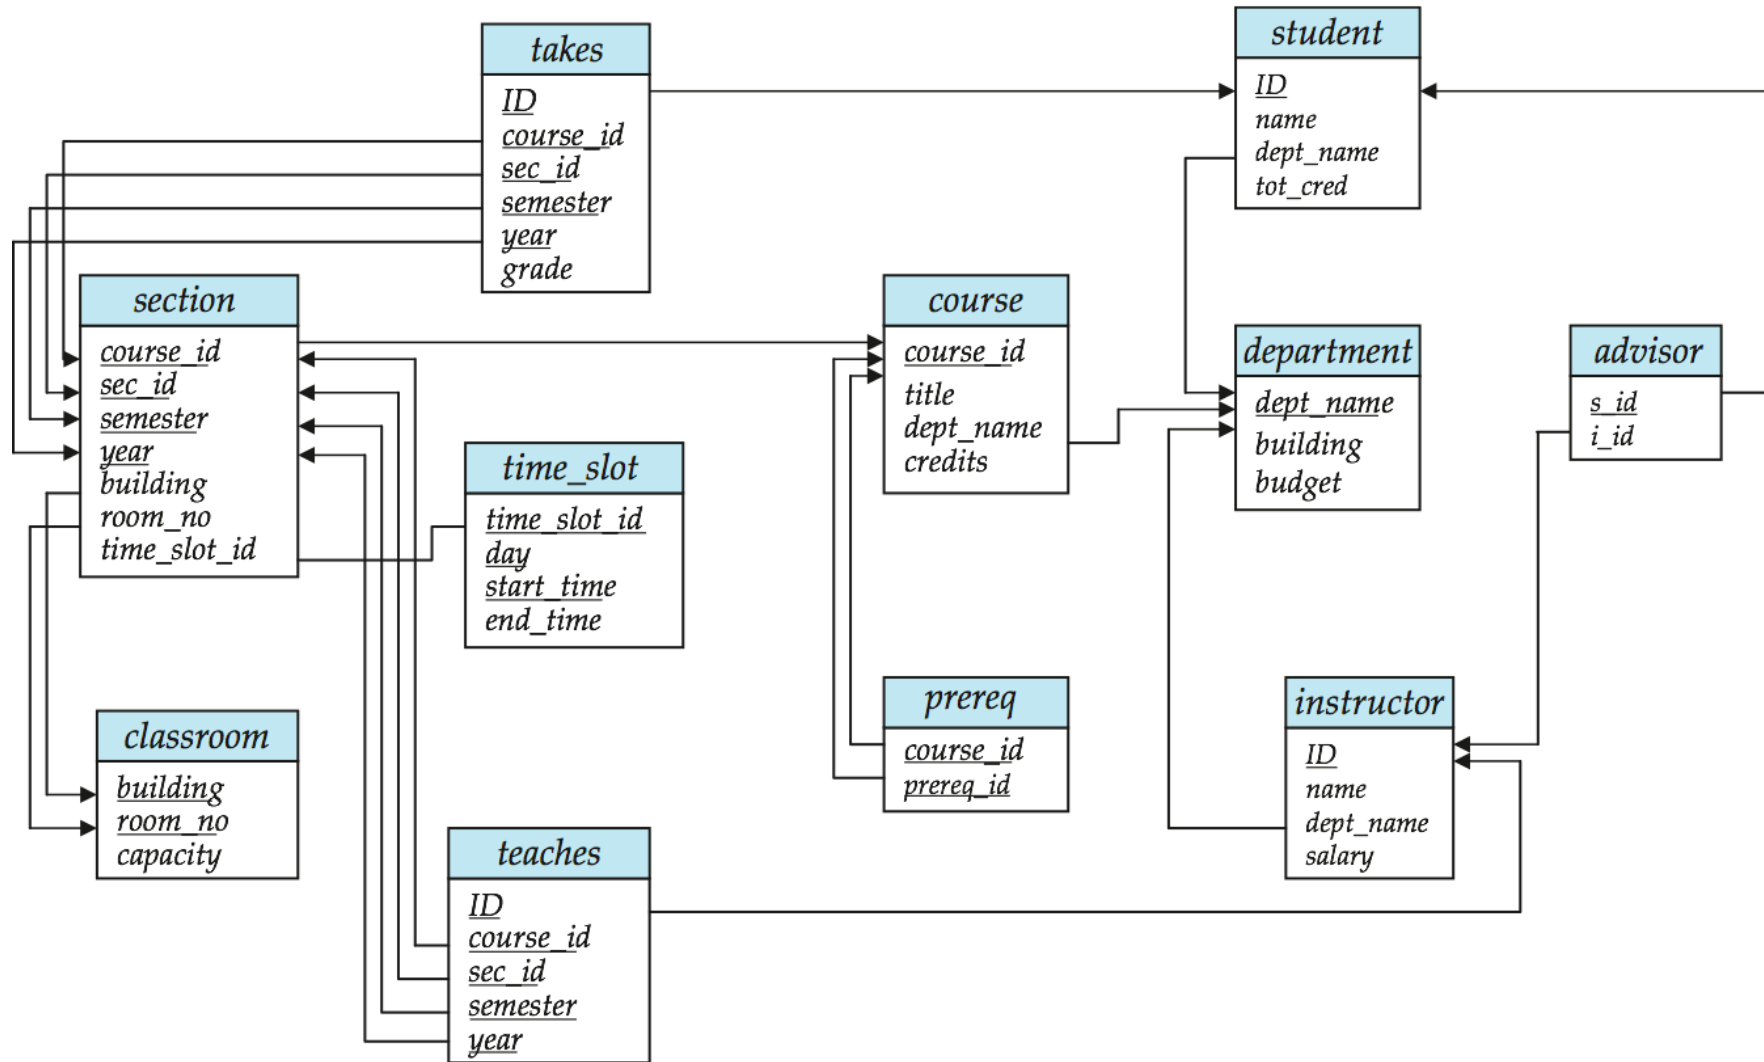 takes
ID
course_id
sec_id
semester
year
grade
student
ID
name
dept_name
tot_cred
section
course_id
sec_id
semester
year
building
room_no
time_slot_id
course
course_id
title
dept_name
credits
department
dept_name
building
budget
advisor
s_id
i_id
time_slot
time_slot_id
day
start_time
end_time
prereq
course_id
prereq_id
instructor
ID
name
dept_name
salary
classroom
building
room_no
capacity
teaches
ID
course_id
sec_id
semester
year